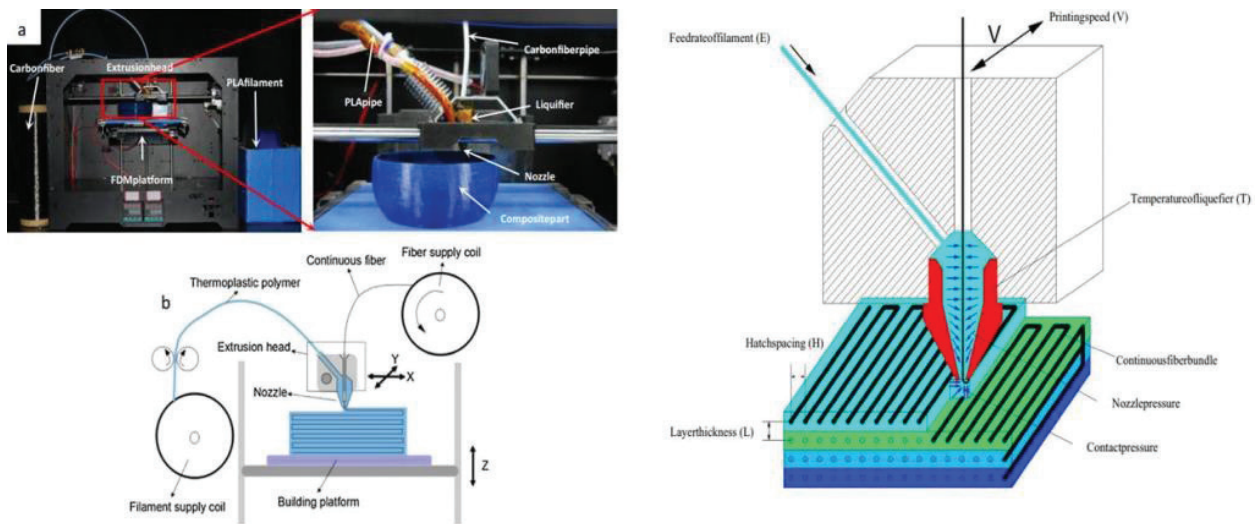 a
Carbonfiber
Extrusionhead
PLAfilament
FDMplatform
Carbonfiberpipe
PLApipe
Liquifier
Nozzle
Compositepart
b
Thermoplastic polymer
Continuous fiber
Fiber supply coil
Extrusion head
Y
X
Nozzle
Z
Filament supply coil
Building platform
Printingspeed (V)
V
Feedrateoffilament (E)
Temperatureofliquefier (T)
Hatchspacing (H)
Continuousfiberbundle
Nozzlepressure
Layerthickness (L)
Contactpressure